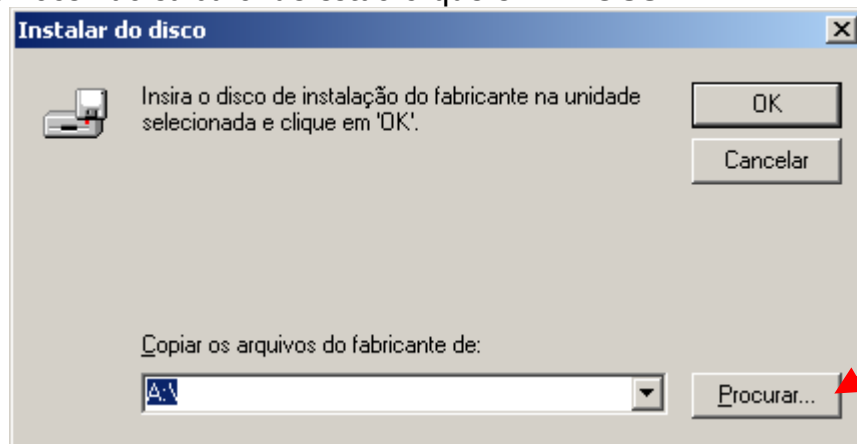 Instalar do disco
Insira o disco de instalação do fabricante na unidade
selecionada e clique em 'OK'.
OK
Cancelar
Copiar os arquivos do fabricante de:
A:\
Procurar...